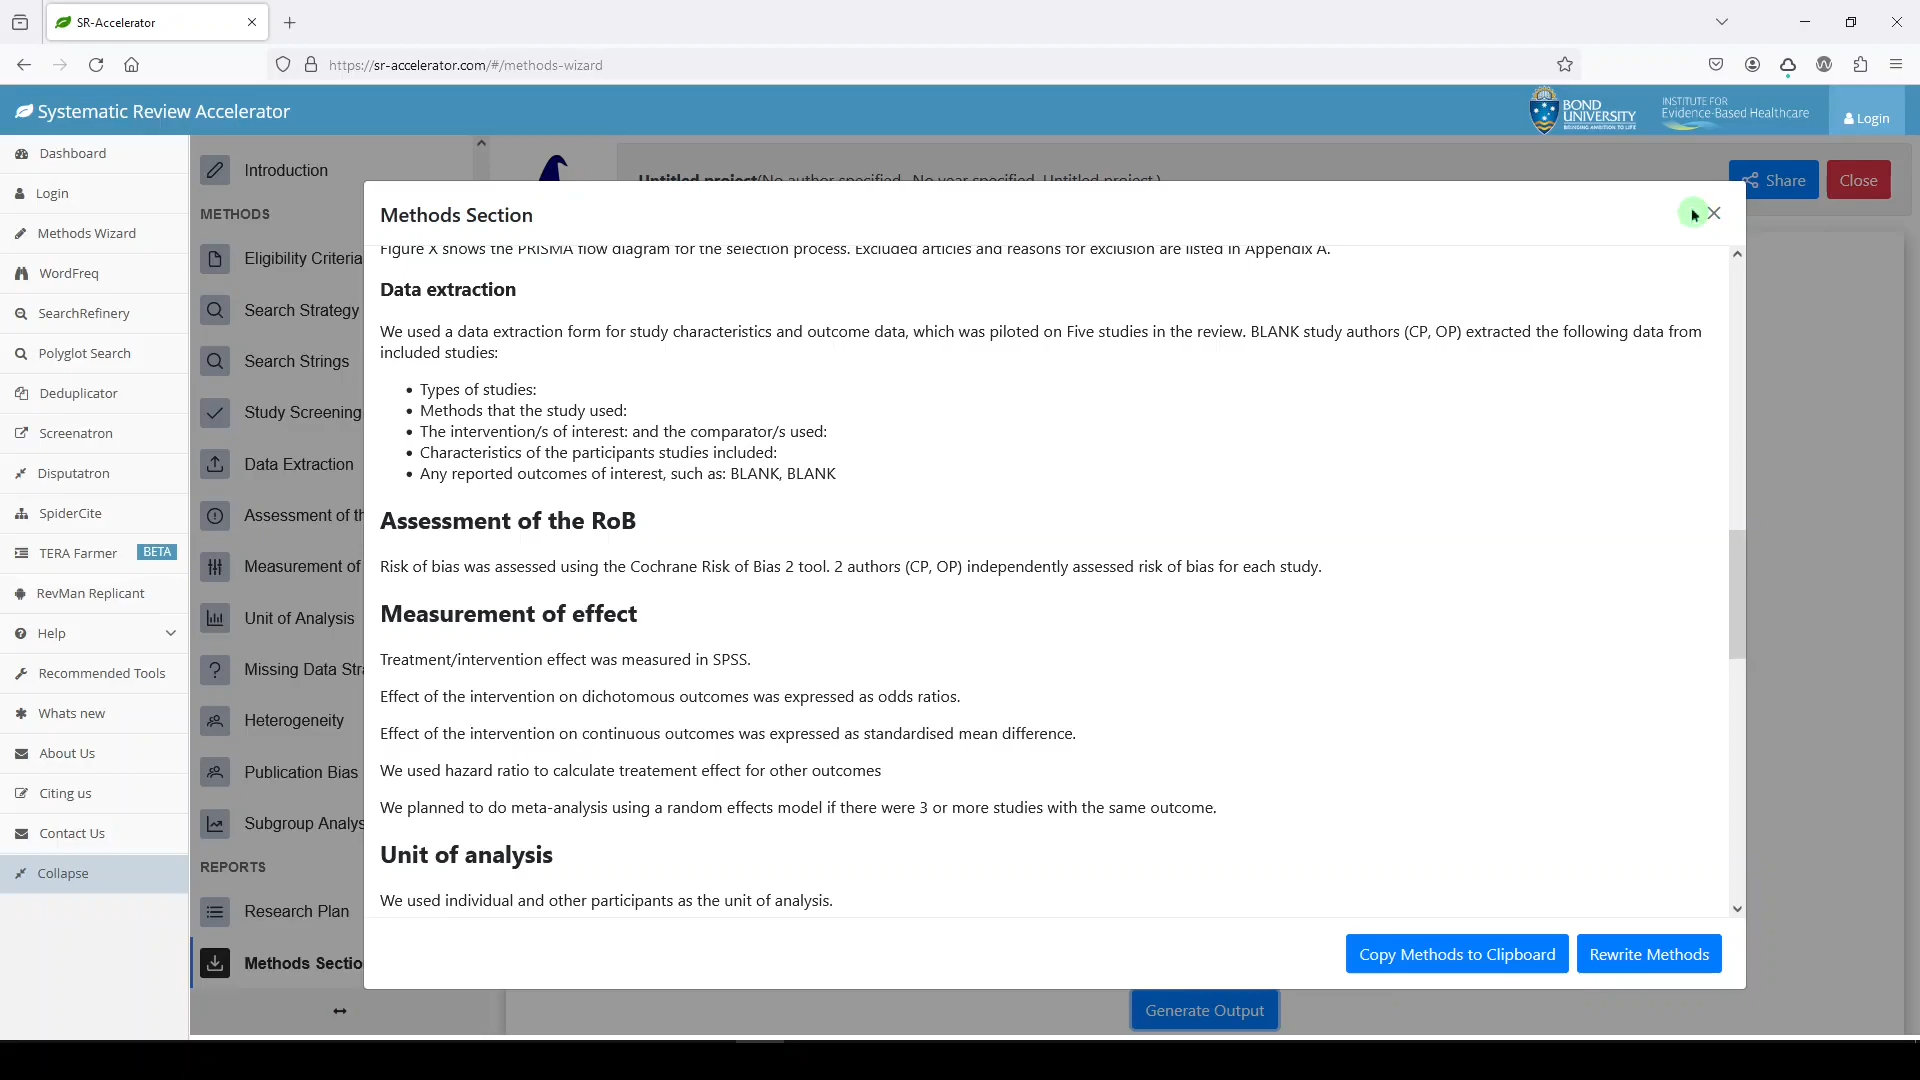 SR-Accelerator
https://sr-accelerator.com/#/methods-wizard
Systematic Review Accelerator
BOND
UNIVERSITY
BRINGING AMBITION TO LIFE
INSTITUTE FOR
Evidence-Based Healthcare
Login
Dashboard
Login
Methods Wizard
WordFreq
SearchRefinery
Polyglot Search
Deduplicator
Screenatron
Disputatron
SpiderCite
TERA Farmer BETA
RevMan Replicant
Help
Recommended Tools
Whats new
About Us
Citing us
Contact Us
Collapse
Introduction
METHODS
Eligibility Criteria
Search Strategy
Search Strings
Study Screening
Data Extraction
Assessment of th
Measurement of
Unit of Analysis
Missing Data Stra
Heterogeneity
Publication Bias
Subgroup Analys
REPORTS
Research Plan
Methods Sectio
Untitled project(No author specified, No year specified, Untitled project.)
Share
Close
Methods Section
Figure X shows the PRISMA flow diagram for the selection process. Excluded articles and reasons for exclusion are listed in Appendix A.
Data extraction
We used a data extraction form for study characteristics and outcome data, which was piloted on Five studies in the review. BLANK study authors (CP, OP) extracted the following data from
included studies:
• Types of studies:
• Methods that the study used:
• The intervention/s of interest: and the comparator/s used:
• Characteristics of the participants studies included:
• Any reported outcomes of interest, such as: BLANK, BLANK
Assessment of the RoB
Risk of bias was assessed using the Cochrane Risk of Bias 2 tool. 2 authors (CP, OP) independently assessed risk of bias for each study.
Measurement of effect
Treatment/intervention effect was measured in SPSS.
Effect of the intervention on dichotomous outcomes was expressed as odds ratios.
Effect of the intervention on continuous outcomes was expressed as standardised mean difference.
We used hazard ratio to calculate treatement effect for other outcomes
We planned to do meta-analysis using a random effects model if there were 3 or more studies with the same outcome.
Unit of analysis
We used individual and other participants as the unit of analysis.
Copy Methods to Clipboard
Rewrite Methods
Generate Output